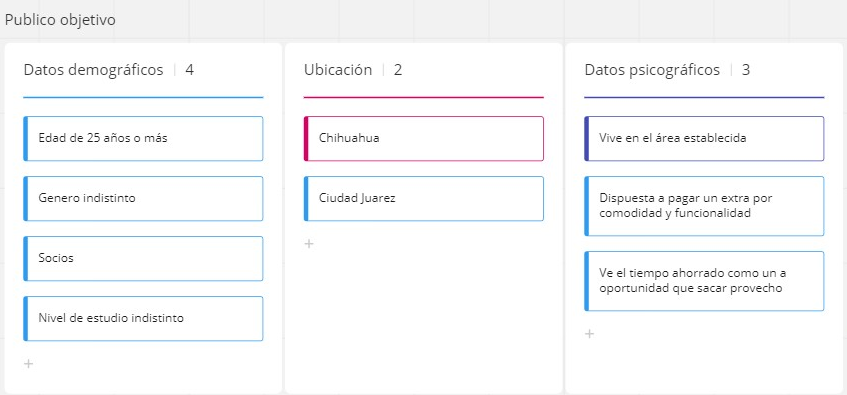 Publico objetivo
Datos demográficos | 4
Edad de 25 años o más
Genero indistinto
Socios
Nivel de estudio indistinto
+
Ubicación | 2
Chihuahua
Ciudad Juarez
+
Datos psicográficos | 3
Vive en el área establecida
Dispuesta a pagar un extra por
comodidad y funcionalidad
Ve el tiempo ahorrado como un a
oportunidad que sacar provecho
+